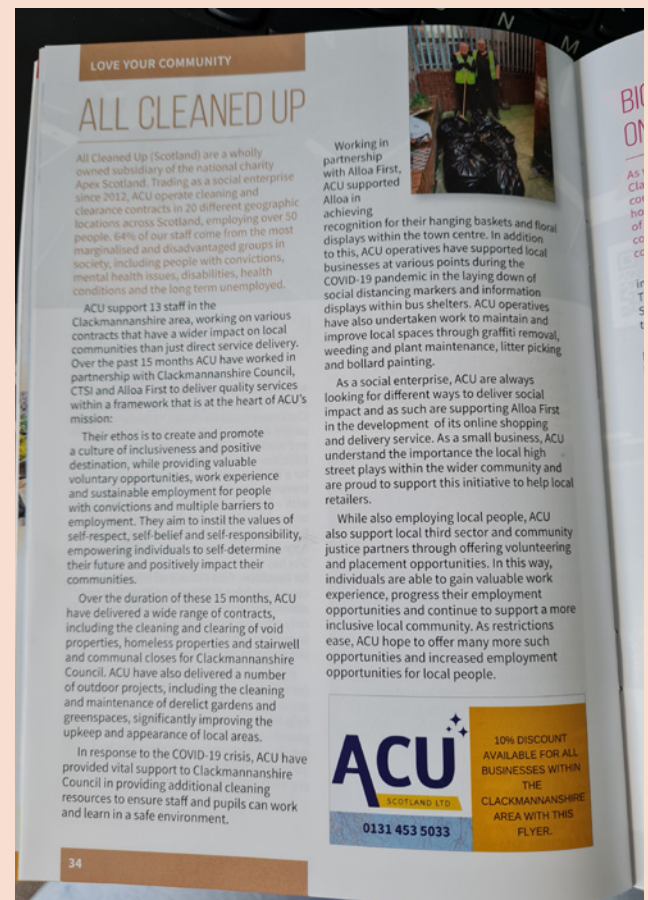 N
M
LOVE YOUR COMMUNITY
ALL CLEANED UP
All Cleaned Up (Scotland) are a wholly
owned subsidiary of the national charity
Apex Scotland. Trading as a social enterprise
since 2012, ACU operate cleaning and
clearance contracts in 20 different geographic
locations across Scotland, employing over 50
people. 64% of our staff come from the most
marginalised and disadvantaged groups in
society, including people with convictions,
mental health issues, disabilities, health
conditions and the long term unemployed.
ACU support 13 staff in the
Clackmannanshire area, working on various
contracts that have a wider impact on local
communities than just direct service delivery.
Over the past 15 months ACU have worked in
partnership with Clackmannanshire Council,
CTSI and Alloa First to deliver quality services
within a framework that is at the heart of ACU's
mission:
Their ethos is to create and promote
a culture of inclusiveness and positive
destination, while providing valuable
voluntary opportunities, work experience
and sustainable employment for people
with convictions and multiple barriers to
employment. They aim to instil the values of
self-respect, self-belief and self-responsibility,
empowering individuals to self-determine
their future and positively impact their
communities.
Over the duration of these 15 months, ACU
have delivered a wide range of contracts,
including the cleaning and clearing of void
properties, homeless properties and stairwell
and communal closes for Clackmannanshire
Council. ACU have also delivered a number
of outdoor projects, including the cleaning
and maintenance of derelict gardens and
greenspaces, significantly improving the
upkeep and appearance of local areas.
In response to the COVID-19 crisis, ACU have
provided vital support to Clackmannanshire
Council in providing additional cleaning
resources to ensure staff and pupils can work
and learn in a safe environment.
34
Working in
partnership
with Alloa First,
ACU supported
Alloa in
achieving
recognition for their hanging baskets and floral
displays within the town centre. In addition
to this, ACU operatives have supported local
businesses at various points during the
COVID-19 pandemic in the laying down of
social distancing markers and information
displays within bus shelters. ACU operatives
have also undertaken work to maintain and
improve local spaces through graffiti removal,
weeding and plant maintenance, litter picking
and bollard painting.
As a social enterprise, ACU are always
looking for different ways to deliver social
impact and as such are supporting Alloa First
in the development of its online shopping
and delivery service. As a small business, ACU
understand the importance the local high
street plays within the wider community and
are proud to support this initiative to help local
retailers.
While also employing local people, ACU
also support local third sector and community
justice partners through offering volunteering
and placement opportunities. In this way,
individuals are able to gain valuable work
experience, progress their employment
opportunities and continue to support a more
inclusive local community. As restrictions
ease, ACU hope to offer many more such
opportunities and increased employment
opportunities for local people.
ACU
SCOTLAND LTD
0131 453 5033
10% DISCOUNT
AVAILABLE FOR ALL
BUSINESSES WITHIN
THE
CLACKMANNANSHIRE
AREA WITH THIS
FLYER.